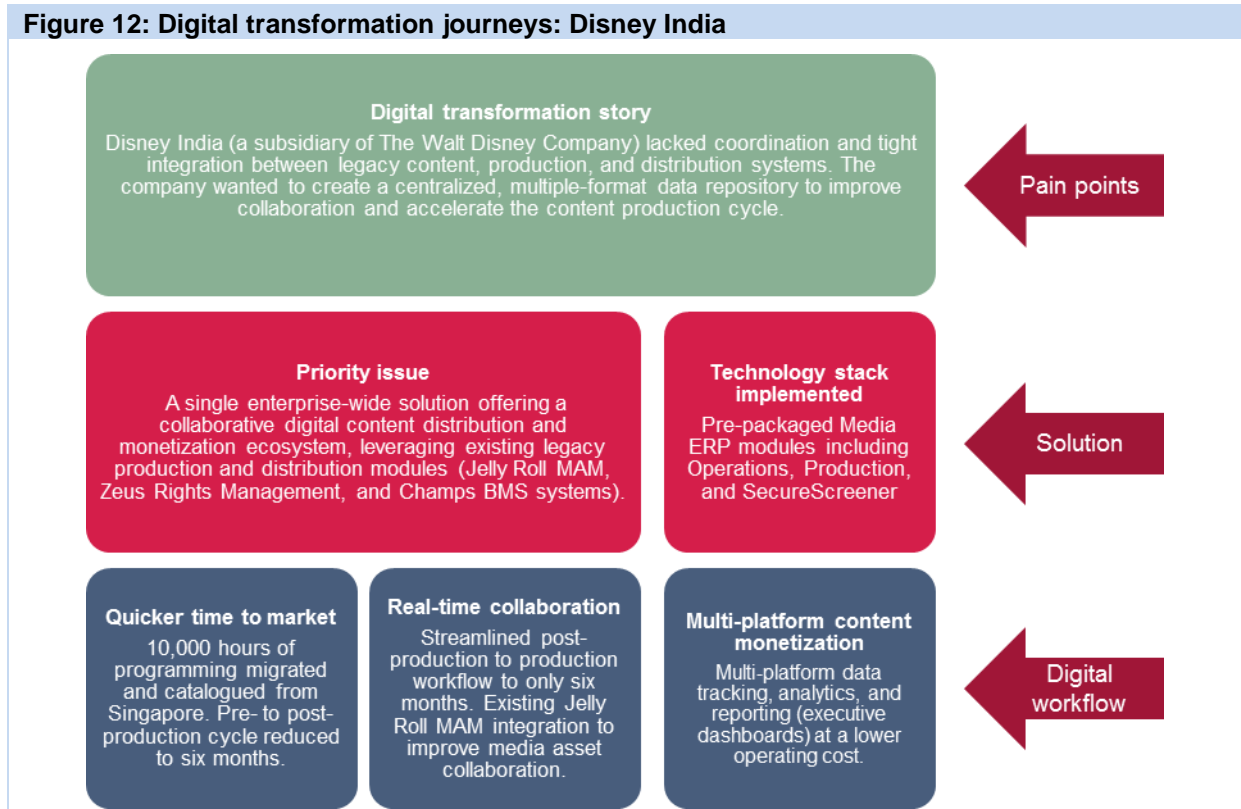 Figure 12: Digital transformation journeys: Disney India
Digital transformation story
Disney India (a subsidiary of The Walt Disney Company) lacked coordination and tight
integration between legacy content, production, and distribution systems. The
company wanted to create a centralized, multiple-format data repository to improve
collaboration and accelerate the content production cycle.
Pain points
Priority issue
A single enterprise-wide solution offering a
collaborative digital content distribution and
monetization ecosystem, leveraging existing legacy
production and distribution modules (Jelly Roll MAM,
Zeus Rights Management, and Champs BMS systems).
Technology stack
implemented
Pre-packaged Media
ERP modules including
Operations, Production,
and SecureScreener
Solution
Quicker time to market
10,000 hours of
programming migrated
and catalogued from
Singapore. Pre- to post-
production cycle reduced
to six months.
Real-time collaboration
Streamlined post-
production to production
workflow to only six
months. Existing Jelly
Roll MAM integration to
improve media asset
collaboration.
Multi-platform content
monetization
Multi-platform data
tracking, analytics, and
reporting (executive
dashboards) at a lower
operating cost.
Digital
workflow